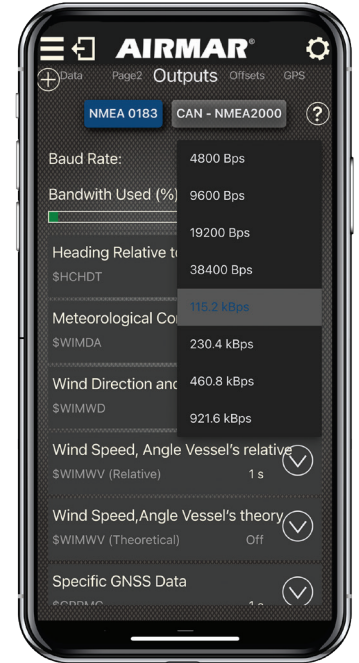 AIRMAR®
Data Page2 Outputs Offsets GPS
NMEA 0183 CAN - NMEA2000 ?
Baud Rate:
4800 Bps
9600 Bps
19200 Bps
38400 Bps
115.2 kBps
230.4 kBps
460.8 kBps
921.6 kBps
Bandwith Used (%)
Heading Relative to
$HCHDT
Meteorological Co
$WIMDA
Wind Direction and
$WIMWD
Wind Speed, Angle Vessel's relative
$WIMWV (Relative) 1 s
Wind Speed,Angle Vessel's theory
$WIMWV (Theoretical) Off
Specific GNSS Data
$GPRMC 1 s